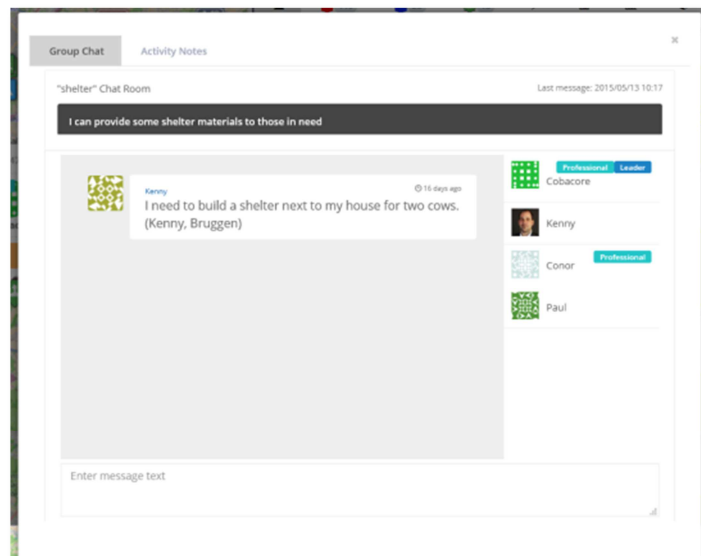 Group Chat
Activity Notes
×
"shelter" Chat Room
Last message: 2015/05/13 10:17
I can provide some shelter materials to those in need
Kenny
16 days ago
I need to build a shelter next to my house for two cows.
(Kenny, Bruggen)
Professional Leader
Cobacore
Kenny
Professional
Conor
Paul
Enter message text